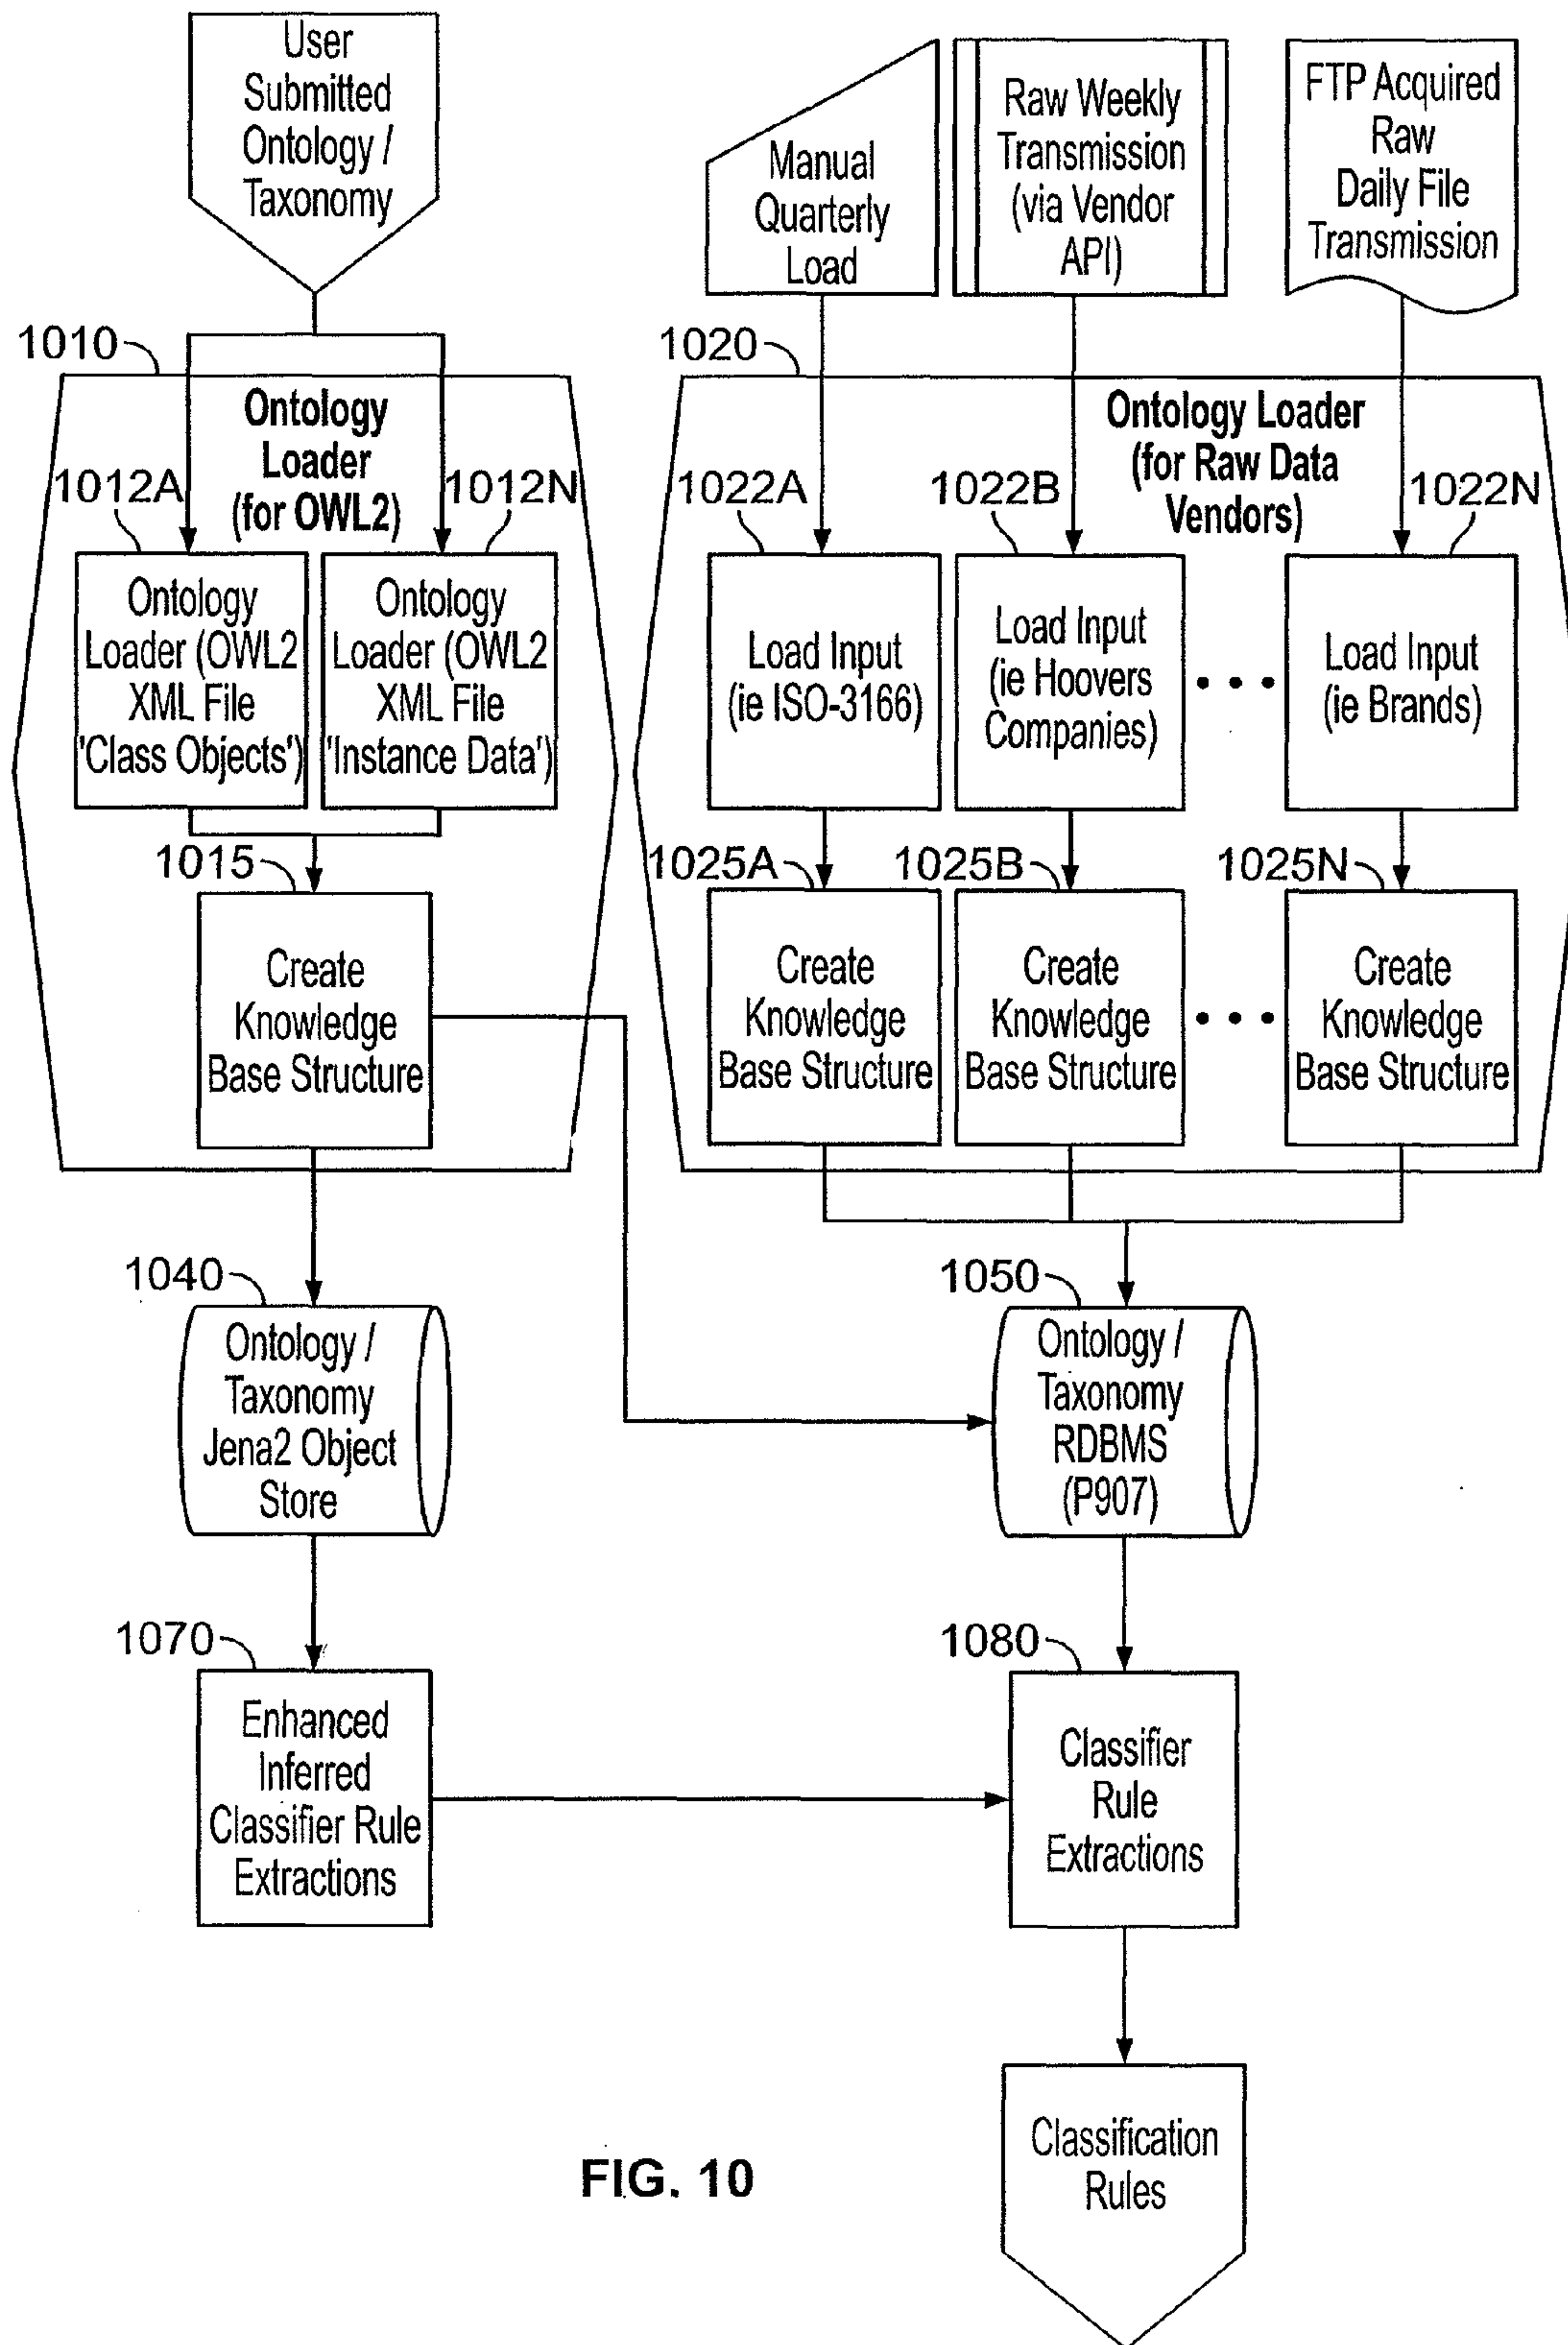 User
Submitted
Ontology /
Taxonomy
Manual
Quarterly
Load
Raw Weekly
Transmission
(via Vendor
API)
FTP Acquired
Raw
Daily File
Transmission
1010
Ontology
Loader
(for OWL2)
1012A
1012N
Ontology
Loader (OWL2
XML File
'Class Objects')
Ontology
Loader (OWL2
XML File
'Instance Data')
1015
Create
Knowledge
Base Structure
1020
Ontology Loader
(for Raw Data
Vendors)
1022A
1022B
1022N
Load Input
(ie ISO-3166)
Load Input
(ie Hoovers
Companies)
• • •
Load Input
(ie Brands)
1025A
1025B
1025N
Create
Knowledge
Base Structure
Create
Knowledge
Base Structure
• • •
Create
Knowledge
Base Structure
1040
Ontology /
Taxonomy
Jena2 Object
Store
1050
Ontology /
Taxonomy
RDBMS
(P907)
1070
Enhanced
Inferred
Classifier Rule
Extractions
1080
Classifier
Rule
Extractions
Classification
Rules
FIG. 10